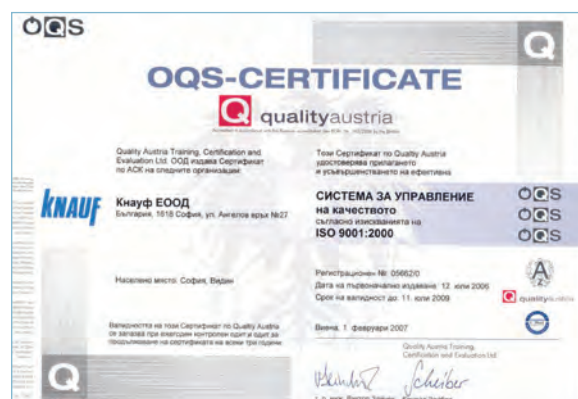 OQS
Q
OQS-CERTIFICATE
Q qualityaustria
Quality Austria Training, Certification and
Evaluation Ltd. ООД издава Сертификат
по АСК на следните организации:
KNAUF
Кнауф ЕООД
България, 1618 София, ул. Ангелов връх №27
Населено место: София, Видин
Валидността на този Сертификат по Quality Austria
се запазва при ежегоден контролен одит и одит за
продължаване на сертификата на всеки три години
Този Сертификат по Quality Austria
удостоверява прилагането
и усъвършенстването на ефективна
СИСТЕМА ЗА УПРАВЛЕНИЕ
на качеството
съгласно изискванията на
ISO 9001:2000
OQS
OQS
OQS
Регистрационен №: 05662/0
Дата на първоначално издаване: 12. юли 2006
Срок на валидност до: 11. юли 2009
qualityaustria
Виена, 1. февруари 2007
Quality Austria Training,
Certification and Evaluation Ltd
Scheiber
Q